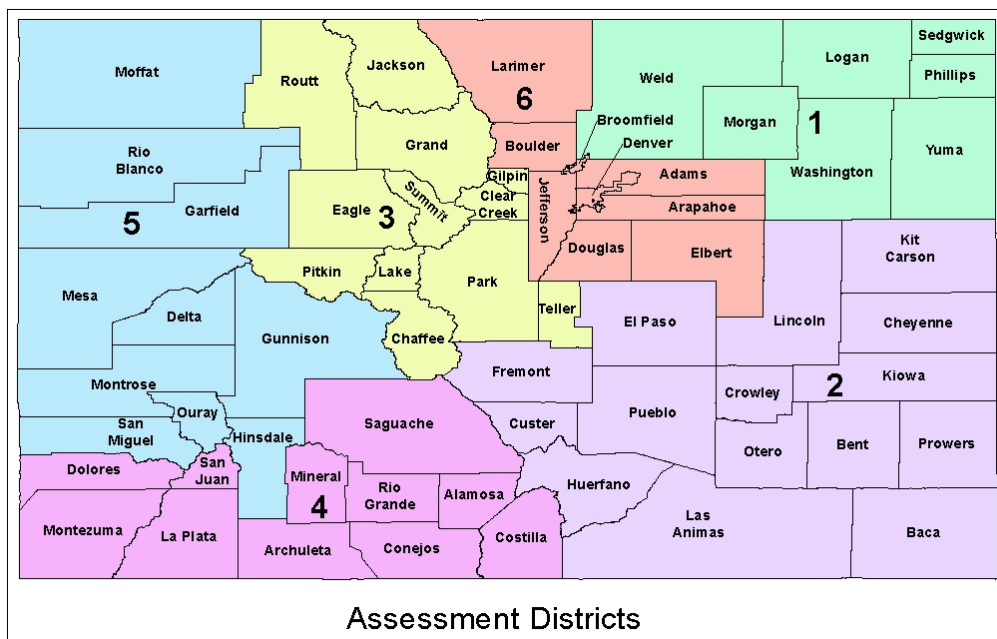 Sedgwick
Logan
Jackson
Larimer
Moffat
Phillips
Weld
Routt
6
Broomfield
Morgan
1
Denver
Grand
Boulder
Yuma
Rio
Blanco
Washington
Gilpin
Adams
Summit
Clear
Creek
Jefferson
Arapahoe
Eagle
3
Garfield
5
Kit
Carson
Douglas
Elbert
Pitkin
Lake
Park
Mesa
Teller
Delta
El Paso
Lincoln
Cheyenne
Gunnison
Chaffee
Fremont
Kiowa
2
Montrose
Crowley
Ouray
Pueblo
Custer
Saguache
San
Miguel
Hinsdale
Otero
Bent
Prowers
Dolores
San
Juan
Mineral
Huerfano
Rio
Grande
Alamosa
4
Montezuma
La Plata
Las
Animas
Baca
Costilla
Archuleta
Conejos
Assessment Districts